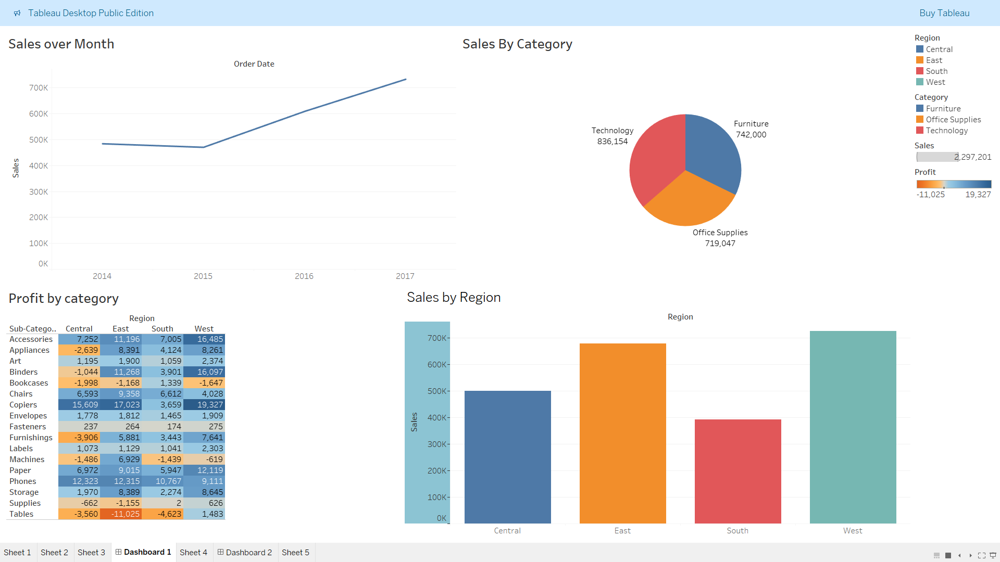 Tableau Desktop Public Edition
Buy Tableau
Sales over Month
Order Date
700K
600K
500K
400K
300K
200K
100K
0K
Sales
2014 2015 2016 2017
Sales By Category
Technology
836,154
Furniture
742,000
Office Supplies
719,047
Region
Central
East
South
West
Category
Furniture
Office Supplies
Technology
Sales
2,297,201
Profit
-11,025 19,327
Profit by category
Region
Sub-Catego.. Central East South West
Accessories 7,252 11,196 7,005 16,485
Appliances -2,639 8,391 4,124 8,261
Art 1,195 1,900 1,059 2,374
Binders -1,044 11,268 3,901 16,097
Bookcases -1,998 -1,168 1,339 -1,647
Chairs 6,593 9,358 6,612 4,028
Copiers 15,609 17,023 3,659 19,327
Envelopes 1,778 1,812 1,465 1,909
Fasteners 237 264 174 275
Furnishings -3,906 5,881 3,443 7,641
Labels 1,073 1,129 1,041 2,303
Machines -1,486 6,929 -1,439 -619
Paper 6,972 9,015 5,947 12,119
Phones 12,323 12,315 10,767 9,111
Storage 1,970 8,389 2,274 8,645
Supplies -662 -1,155 2 626
Tables -3,560 -11,025 -4,623 1,483
Sales by Region
Region
700K
600K
500K
400K
300K
200K
100K
0K
Sales
Central East South West
Sheet 1 Sheet 2 Sheet 3 Dashboard 1 Sheet 4 Dashboard 2 Sheet 5